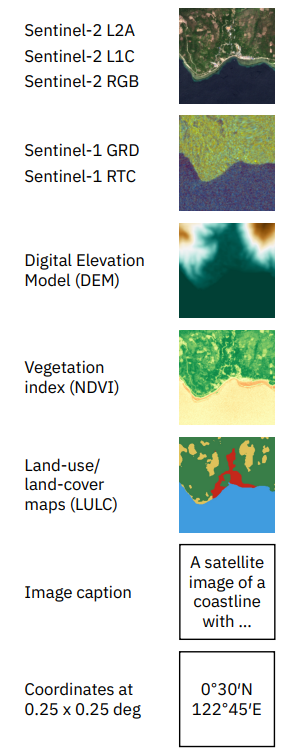 Sentinel-2 L2A
Sentinel-2 L1C
Sentinel-2 RGB
Sentinel-1 GRD
Sentinel-1 RTC
Digital Elevation
Model (DEM)
Vegetation
index (NDVI)
Land-use/
land-cover
maps (LULC)
Image caption
A satellite
image of a
coastline
with ...
Coordinates at
0.25 x 0.25 deg
0°30′N
122°45′E